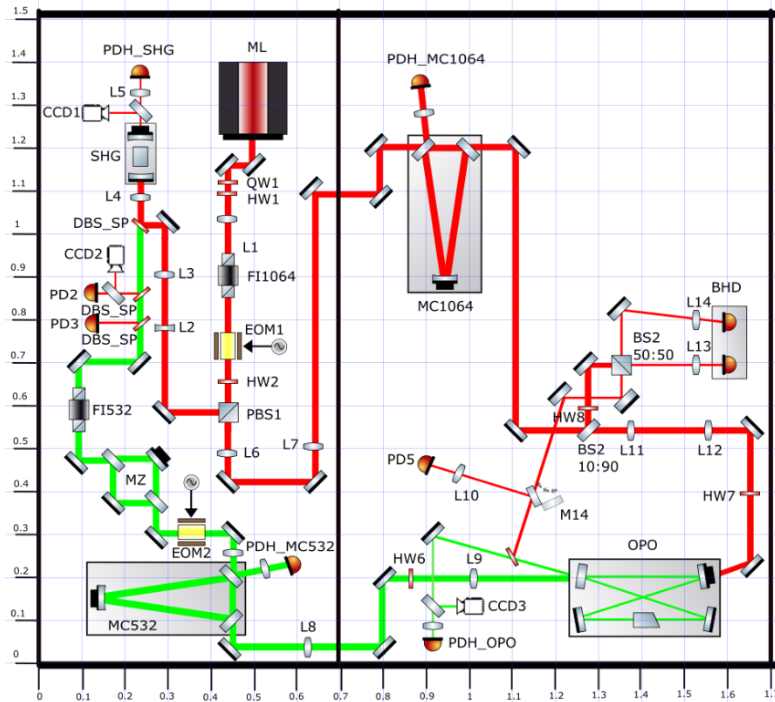 1.5
1.4
1.3
1.2
1.1
1
0.9
0.8
0.7
0.6
0.5
0.4
0.3
0.2
0.1
0
PDH_SHG
ML
PDH_MC1064
L5
CCD1
SHG
QW1
HW1
L4
DBS_SP
L1
CCD2
L3
FI1064
PD2
DBS_SP
MC1064
BHD
L14
PD3
DBS_SP
L2
EOM1
BS2
50:50
L13
HW2
FI532
PBS1
HW8
L6
L7
BS2
10:90
L11
L12
MZ
PD5
L10
HW7
M14
EOM2
PDH_MC532
OPO
HW6
L9
CCD3
MC532
L8
PDH_OPO
0 0.1 0.2 0.3 0.4 0.5 0.6 0.7 0.8 0.9 1 1.1 1.2 1.3 1.4 1.5 1.6 1.7